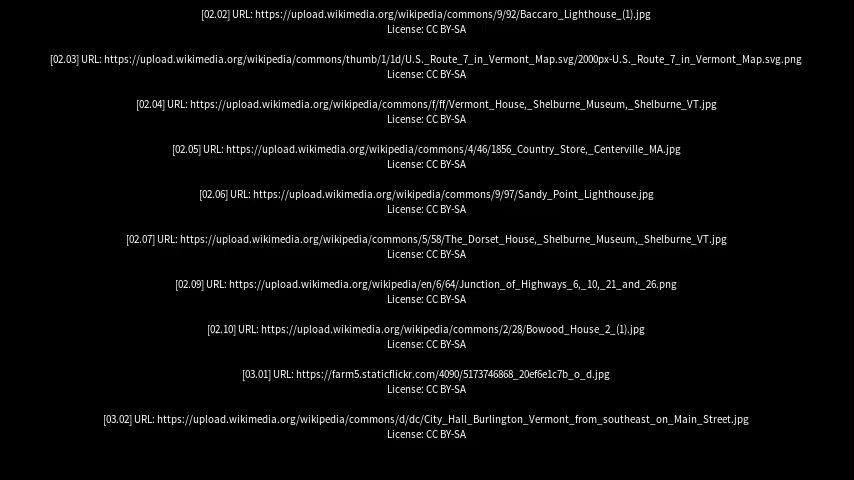 [02.02] URL: https://upload.wikimedia.org/wikipedia/commons/9/92/Baccaro_Lighthouse_(1).jpg
License: CC BY-SA
[02.03] URL: https://upload.wikimedia.org/wikipedia/commons/thumb/1/1d/U.S._Route_7_in_Vermont_Map.svg/2000px-U.S._Route_7_in_Vermont_Map.svg.png
License: CC BY-SA
[02.04] URL: https://upload.wikimedia.org/wikipedia/commons/f/ff/Vermont_House,_Shelburne_Museum,_Shelburne_VT.jpg
License: CC BY-SA
[02.05] URL: https://upload.wikimedia.org/wikipedia/commons/4/46/1856_Country_Store,_Centerville_MA.jpg
License: CC BY-SA
[02.06] URL: https://upload.wikimedia.org/wikipedia/commons/9/97/Sandy_Point_Lighthouse.jpg
License: CC BY-SA
[02.07] URL: https://upload.wikimedia.org/wikipedia/commons/5/58/The_Dorset_House,_Shelburne_Museum,_Shelburne_VT.jpg
License: CC BY-SA
[02.09] URL: https://upload.wikimedia.org/wikipedia/en/6/64/Junction_of_Highways_6,_10,_21_and_26.png
License: CC BY-SA
[02.10] URL: https://upload.wikimedia.org/wikipedia/commons/2/28/Bowood_House_2_(1).jpg
License: CC BY-SA
[03.01] URL: https://farm5.staticflickr.com/4090/5173746868_20ef6e1c7b_o_d.jpg
License: CC BY-SA
[03.02] URL: https://upload.wikimedia.org/wikipedia/commons/d/dc/City_Hall_Burlington_Vermont_from_southeast_on_Main_Street.jpg
License: CC BY-SA